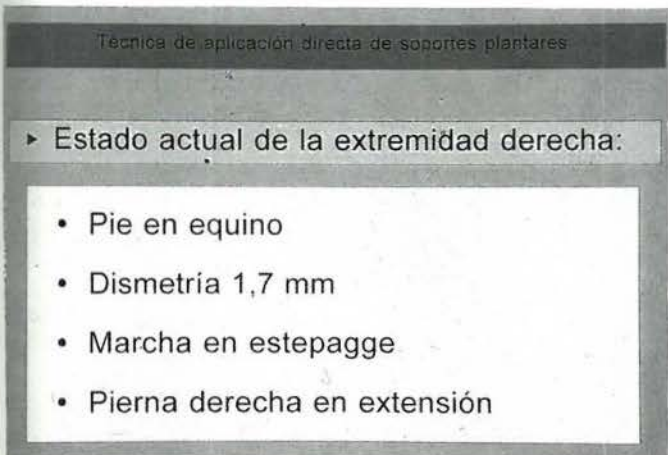 Técnica de aplicación directa de soportes plantares
▸ Estado actual de la extremidad derecha:
• Pie en equino
• Dismetría 1,7 mm
• Marcha en estepagge
• Pierna derecha en extensión